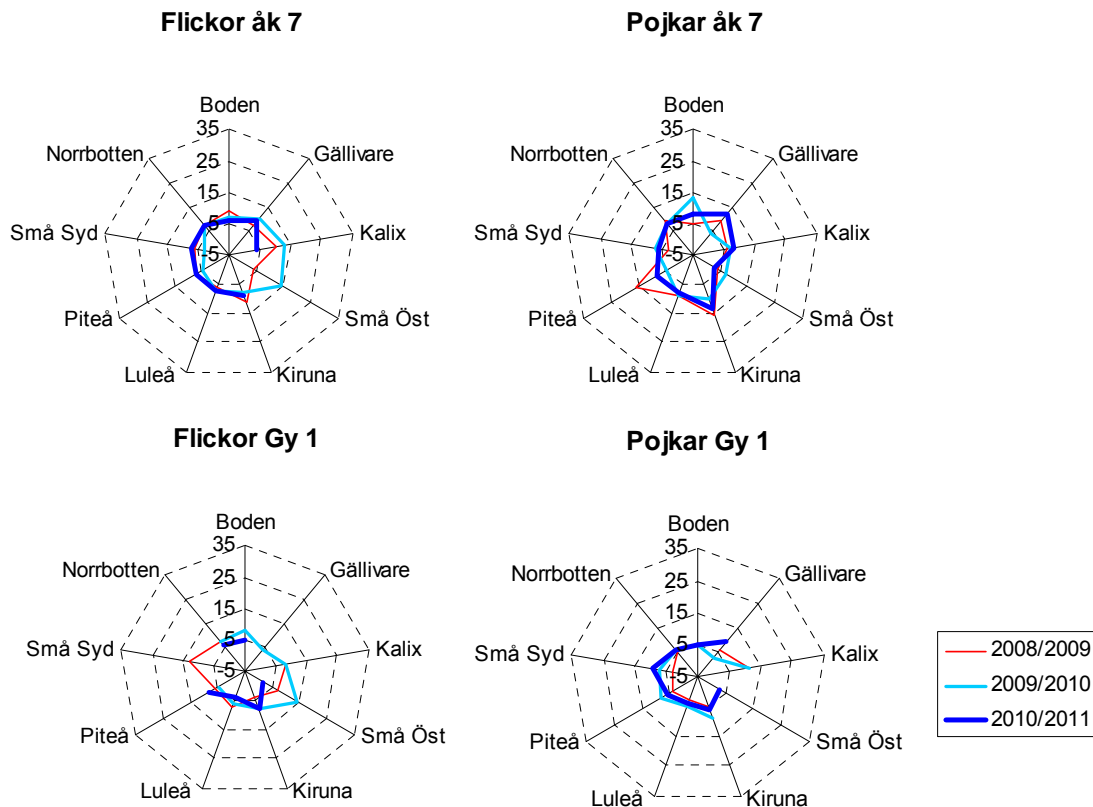 Flickor åk 7
Boden
35
25
15
5
-5
Gällivare
Kalix
Små Öst
Kiruna
Luleå
Piteå
Små Syd
Norrbotten
Pojkar åk 7
Boden
35
25
15
5
-5
Gällivare
Kalix
Små Öst
Kiruna
Luleå
Piteå
Små Syd
Norrbotten
Flickor Gy 1
Boden
35
25
15
5
-5
Gällivare
Kalix
Små Öst
Kiruna
Luleå
Piteå
Små Syd
Norrbotten
Pojkar Gy 1
Boden
35
25
15
5
-5
Gällivare
Kalix
Små Öst
Kiruna
Luleå
Piteå
Små Syd
Norrbotten
2008/2009
2009/2010
2010/2011